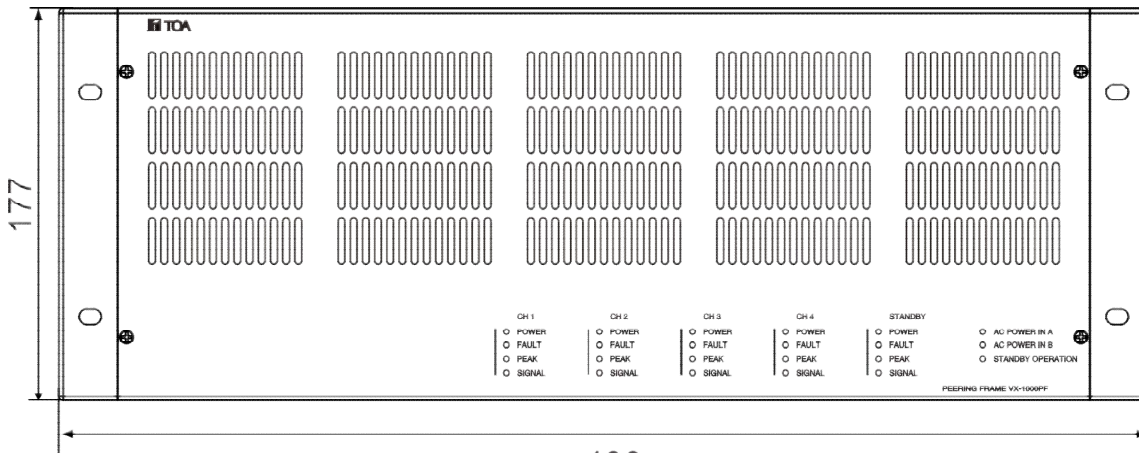 TOA
177
CH 1 CH 2 CH 3 CH 4 STANDBY
POWER POWER POWER POWER POWER AC POWER IN A
FAULT FAULT FAULT FAULT FAULT AC POWER IN B
PEAK PEAK PEAK PEAK PEAK STANDBY OPERATION
SIGNAL SIGNAL SIGNAL SIGNAL SIGNAL
PEERING FRAME VX-1000PF